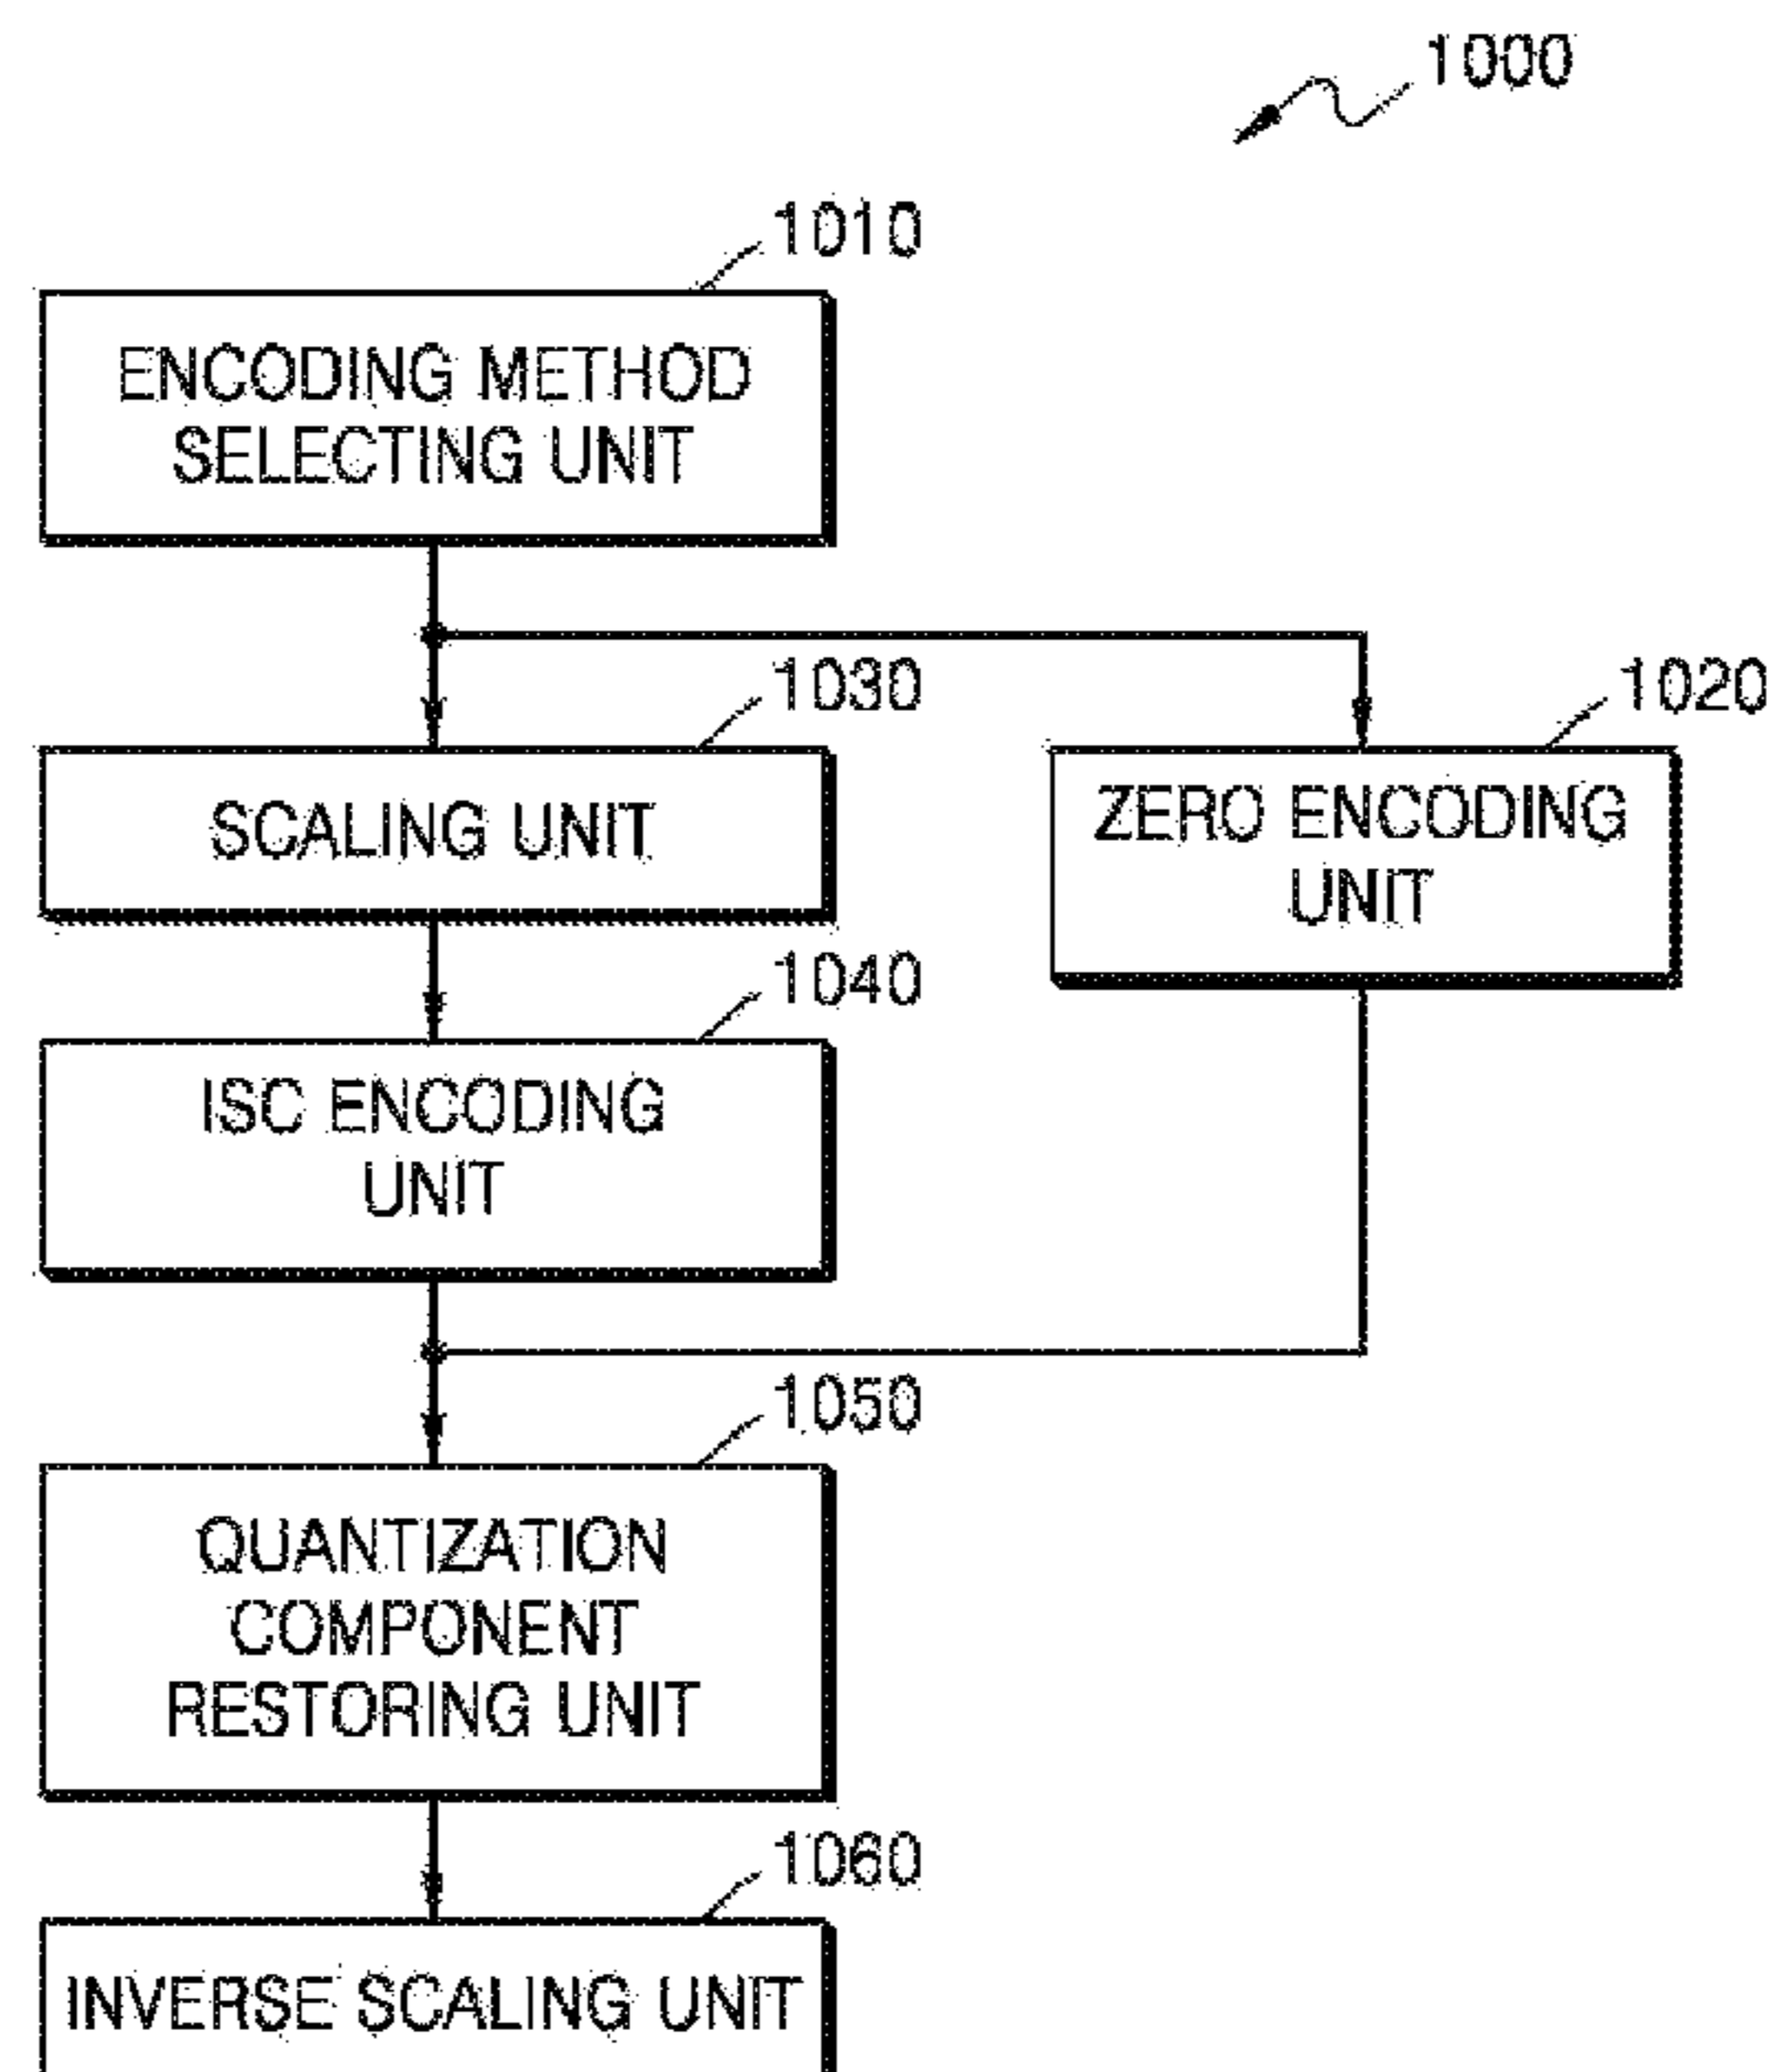 1000
1010
ENCODING METHOD
SELECTING UNIT
1030
1020
SCALING UNIT
ZERO ENCODING
UNIT
1040
ISC ENCODING
UNIT
1050
QUANTIZATION
COMPONENT
RESTORING UNIT
1060
INVERSE SCALING UNIT